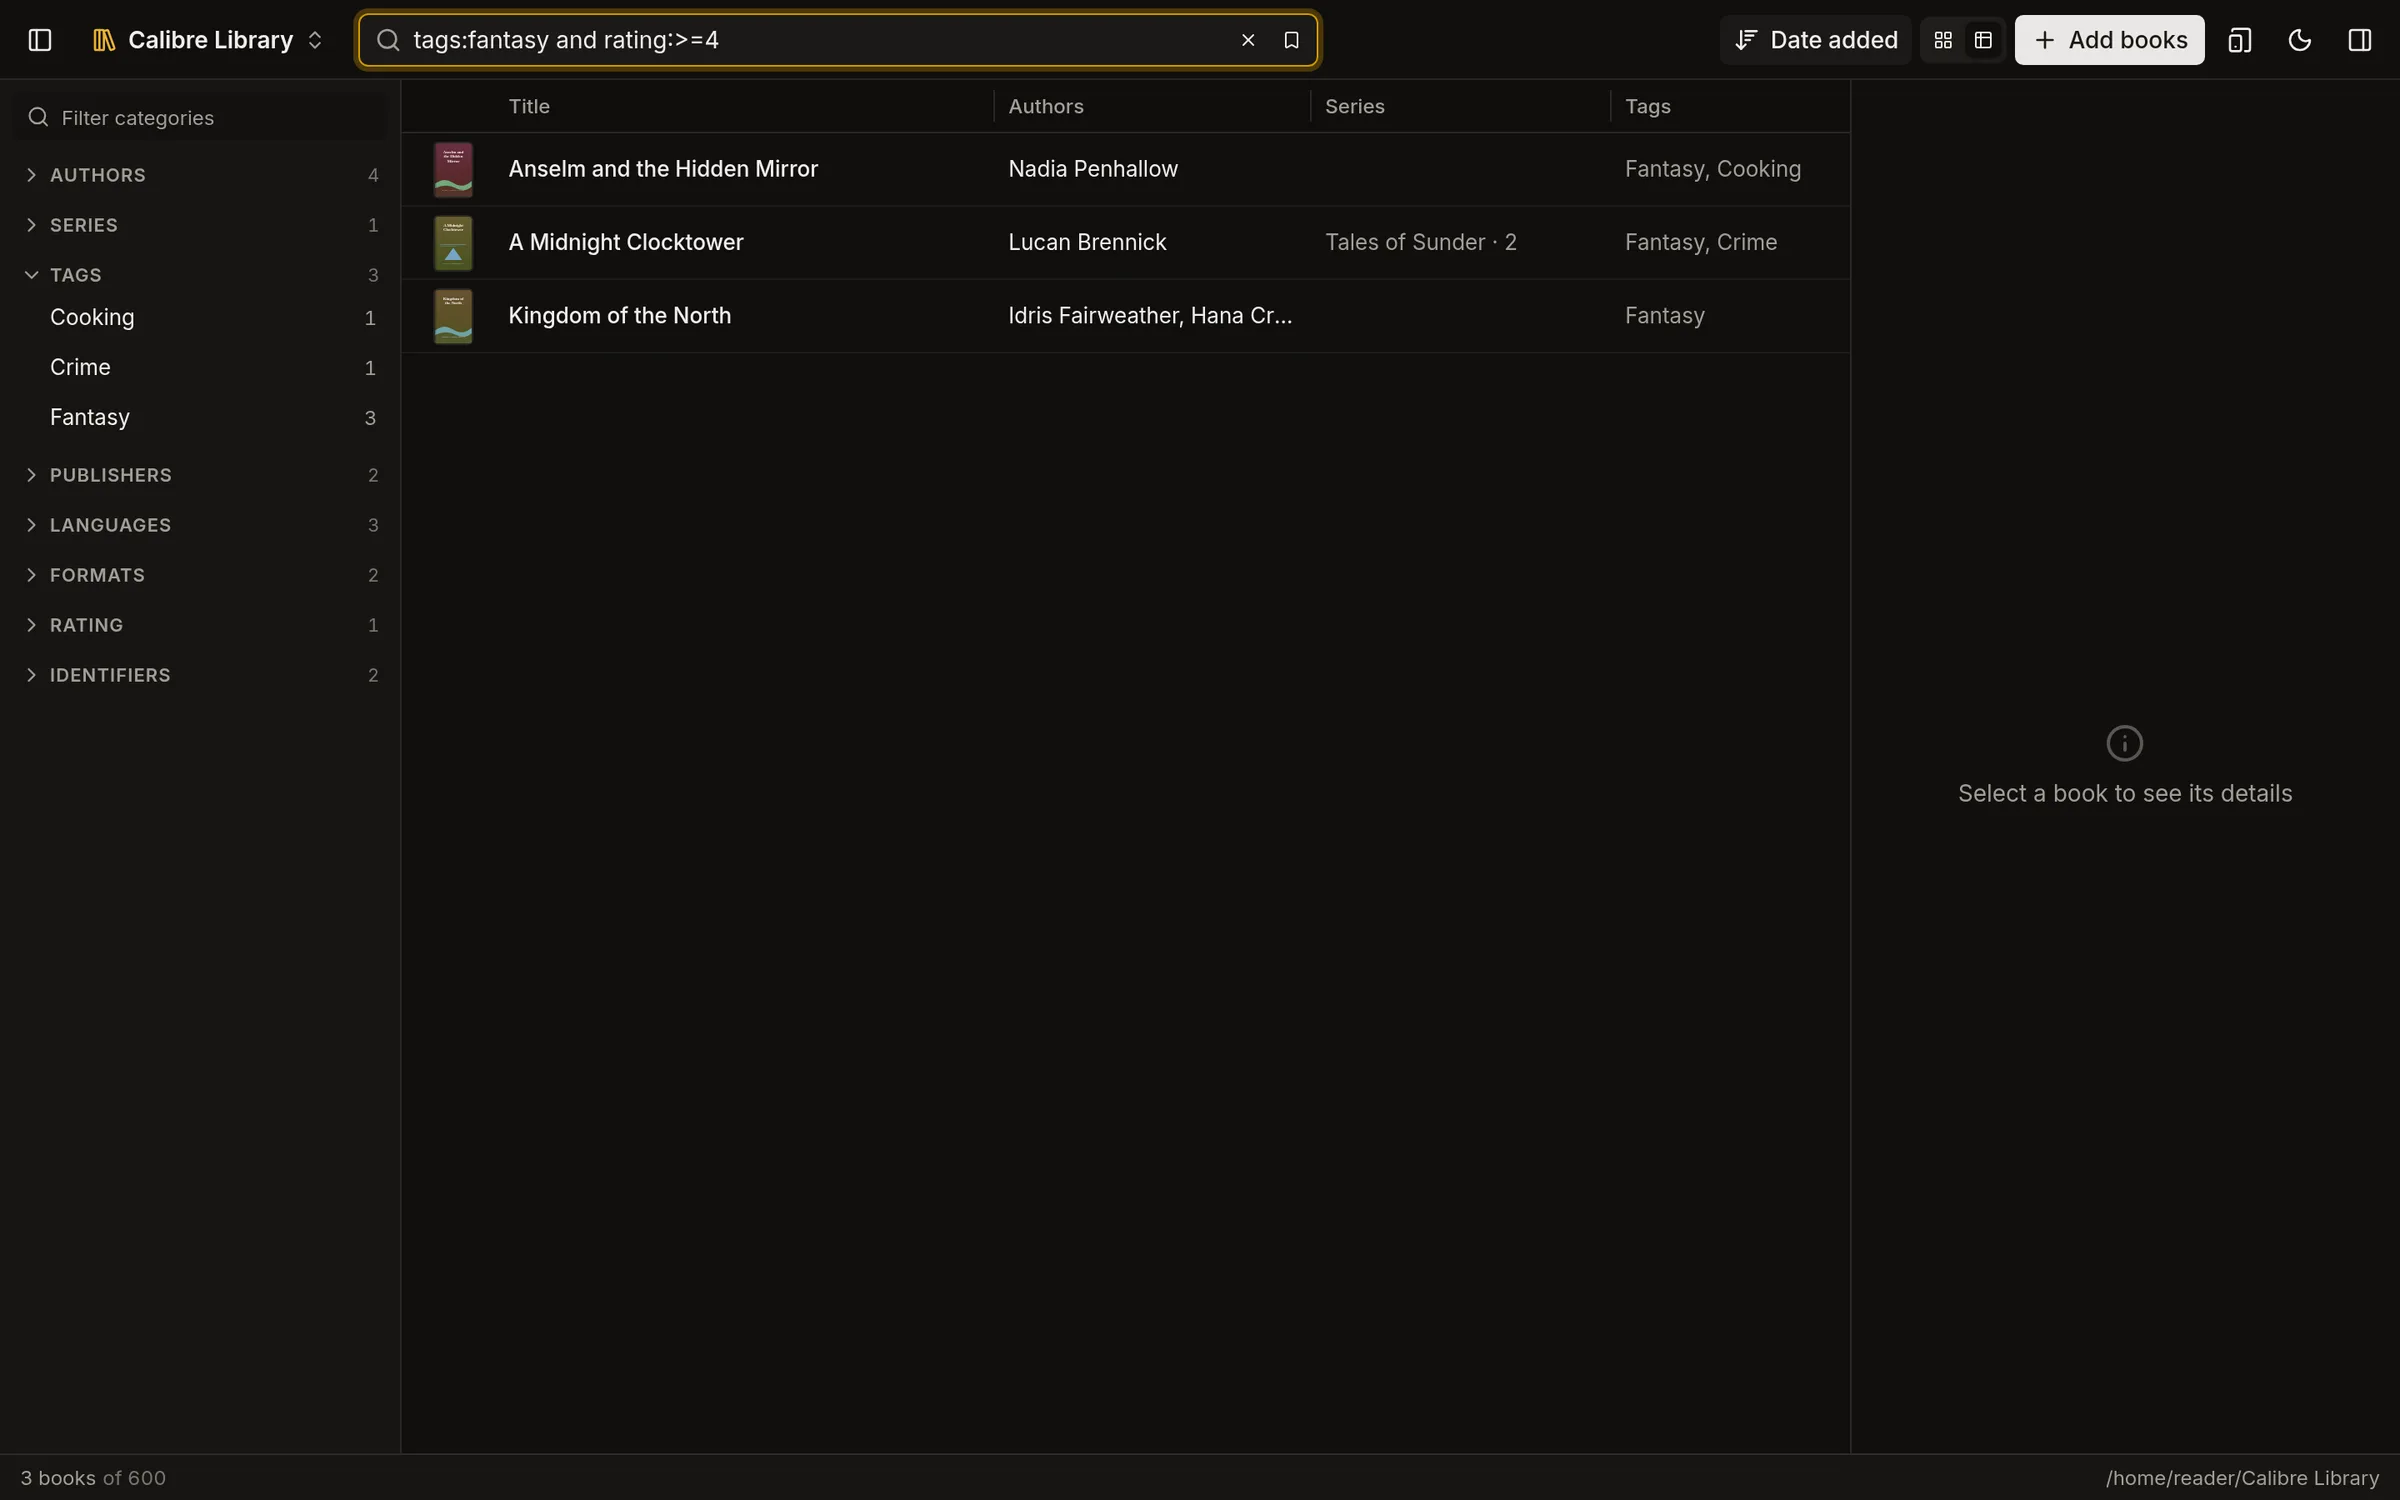 Calibre Library
tags:fantasy and rating:>=4
Date added
Add books
Filter categories
AUTHORS 4
SERIES 1
TAGS 3
Cooking 1
Crime 1
Fantasy 3
PUBLISHERS 2
LANGUAGES 3
FORMATS 2
RATING 1
IDENTIFIERS 2
Title Authors Series Tags
Anselm and the Hidden Mirror Nadia Penhallow Fantasy, Cooking
A Midnight Clocktower Lucan Brennick Tales of Sunder · 2 Fantasy, Crime
Kingdom of the North Idris Fairweather, Hana Cr... Fantasy
Select a book to see its details
3 books of 600
/home/reader/Calibre Library